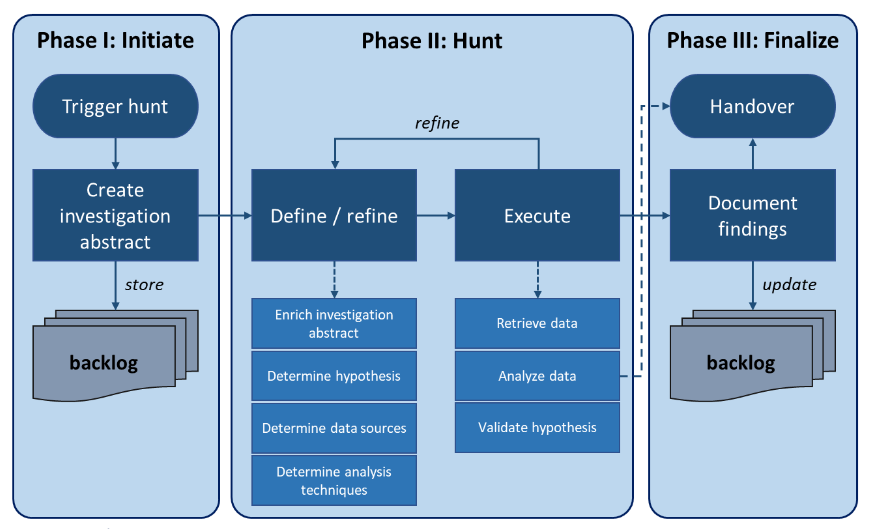 Phase I: Initiate
Trigger hunt
Create
investigation
abstract
store
backlog
Phase II: Hunt
refine
Define / refine
Execute
Enrich investigation
abstract
Determine hypothesis
Determine data sources
Determine analysis
techniques
Retrieve data
Analyze data
Validate hypothesis
Phase III: Finalize
Handover
Document
findings
update
backlog